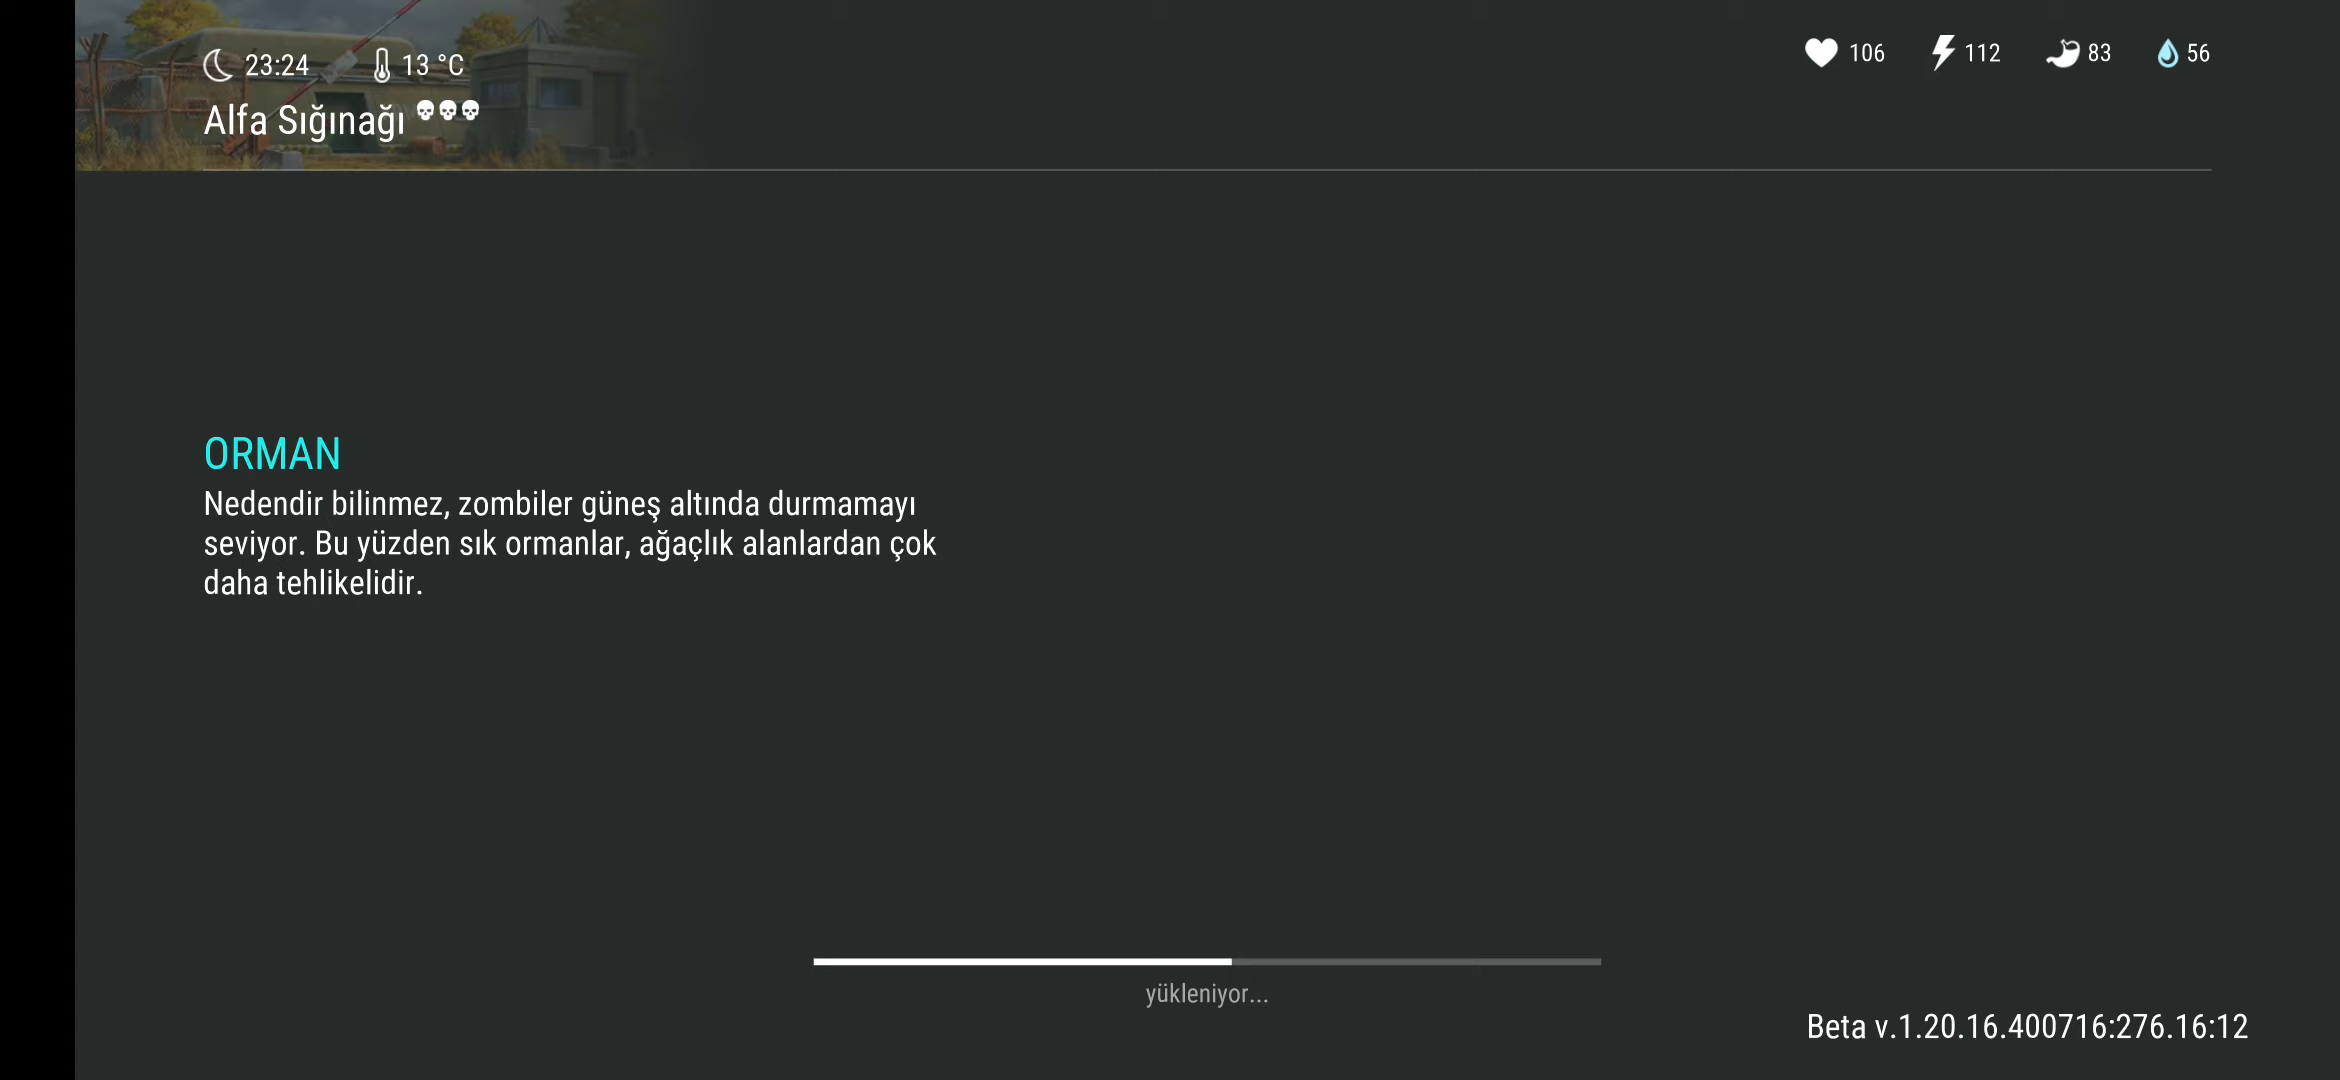 23:24 13 °C 106 112 83 56
Alfa Sığınağı
ORMAN
Nedendir bilinmez, zombiler güneş altında durmamayı
seviyor. Bu yüzden sık ormanlar, ağaçlık alanlardan çok
daha tehlikelidir.
yükleniyor...
Beta v.1.20.16.400716:276.16:12